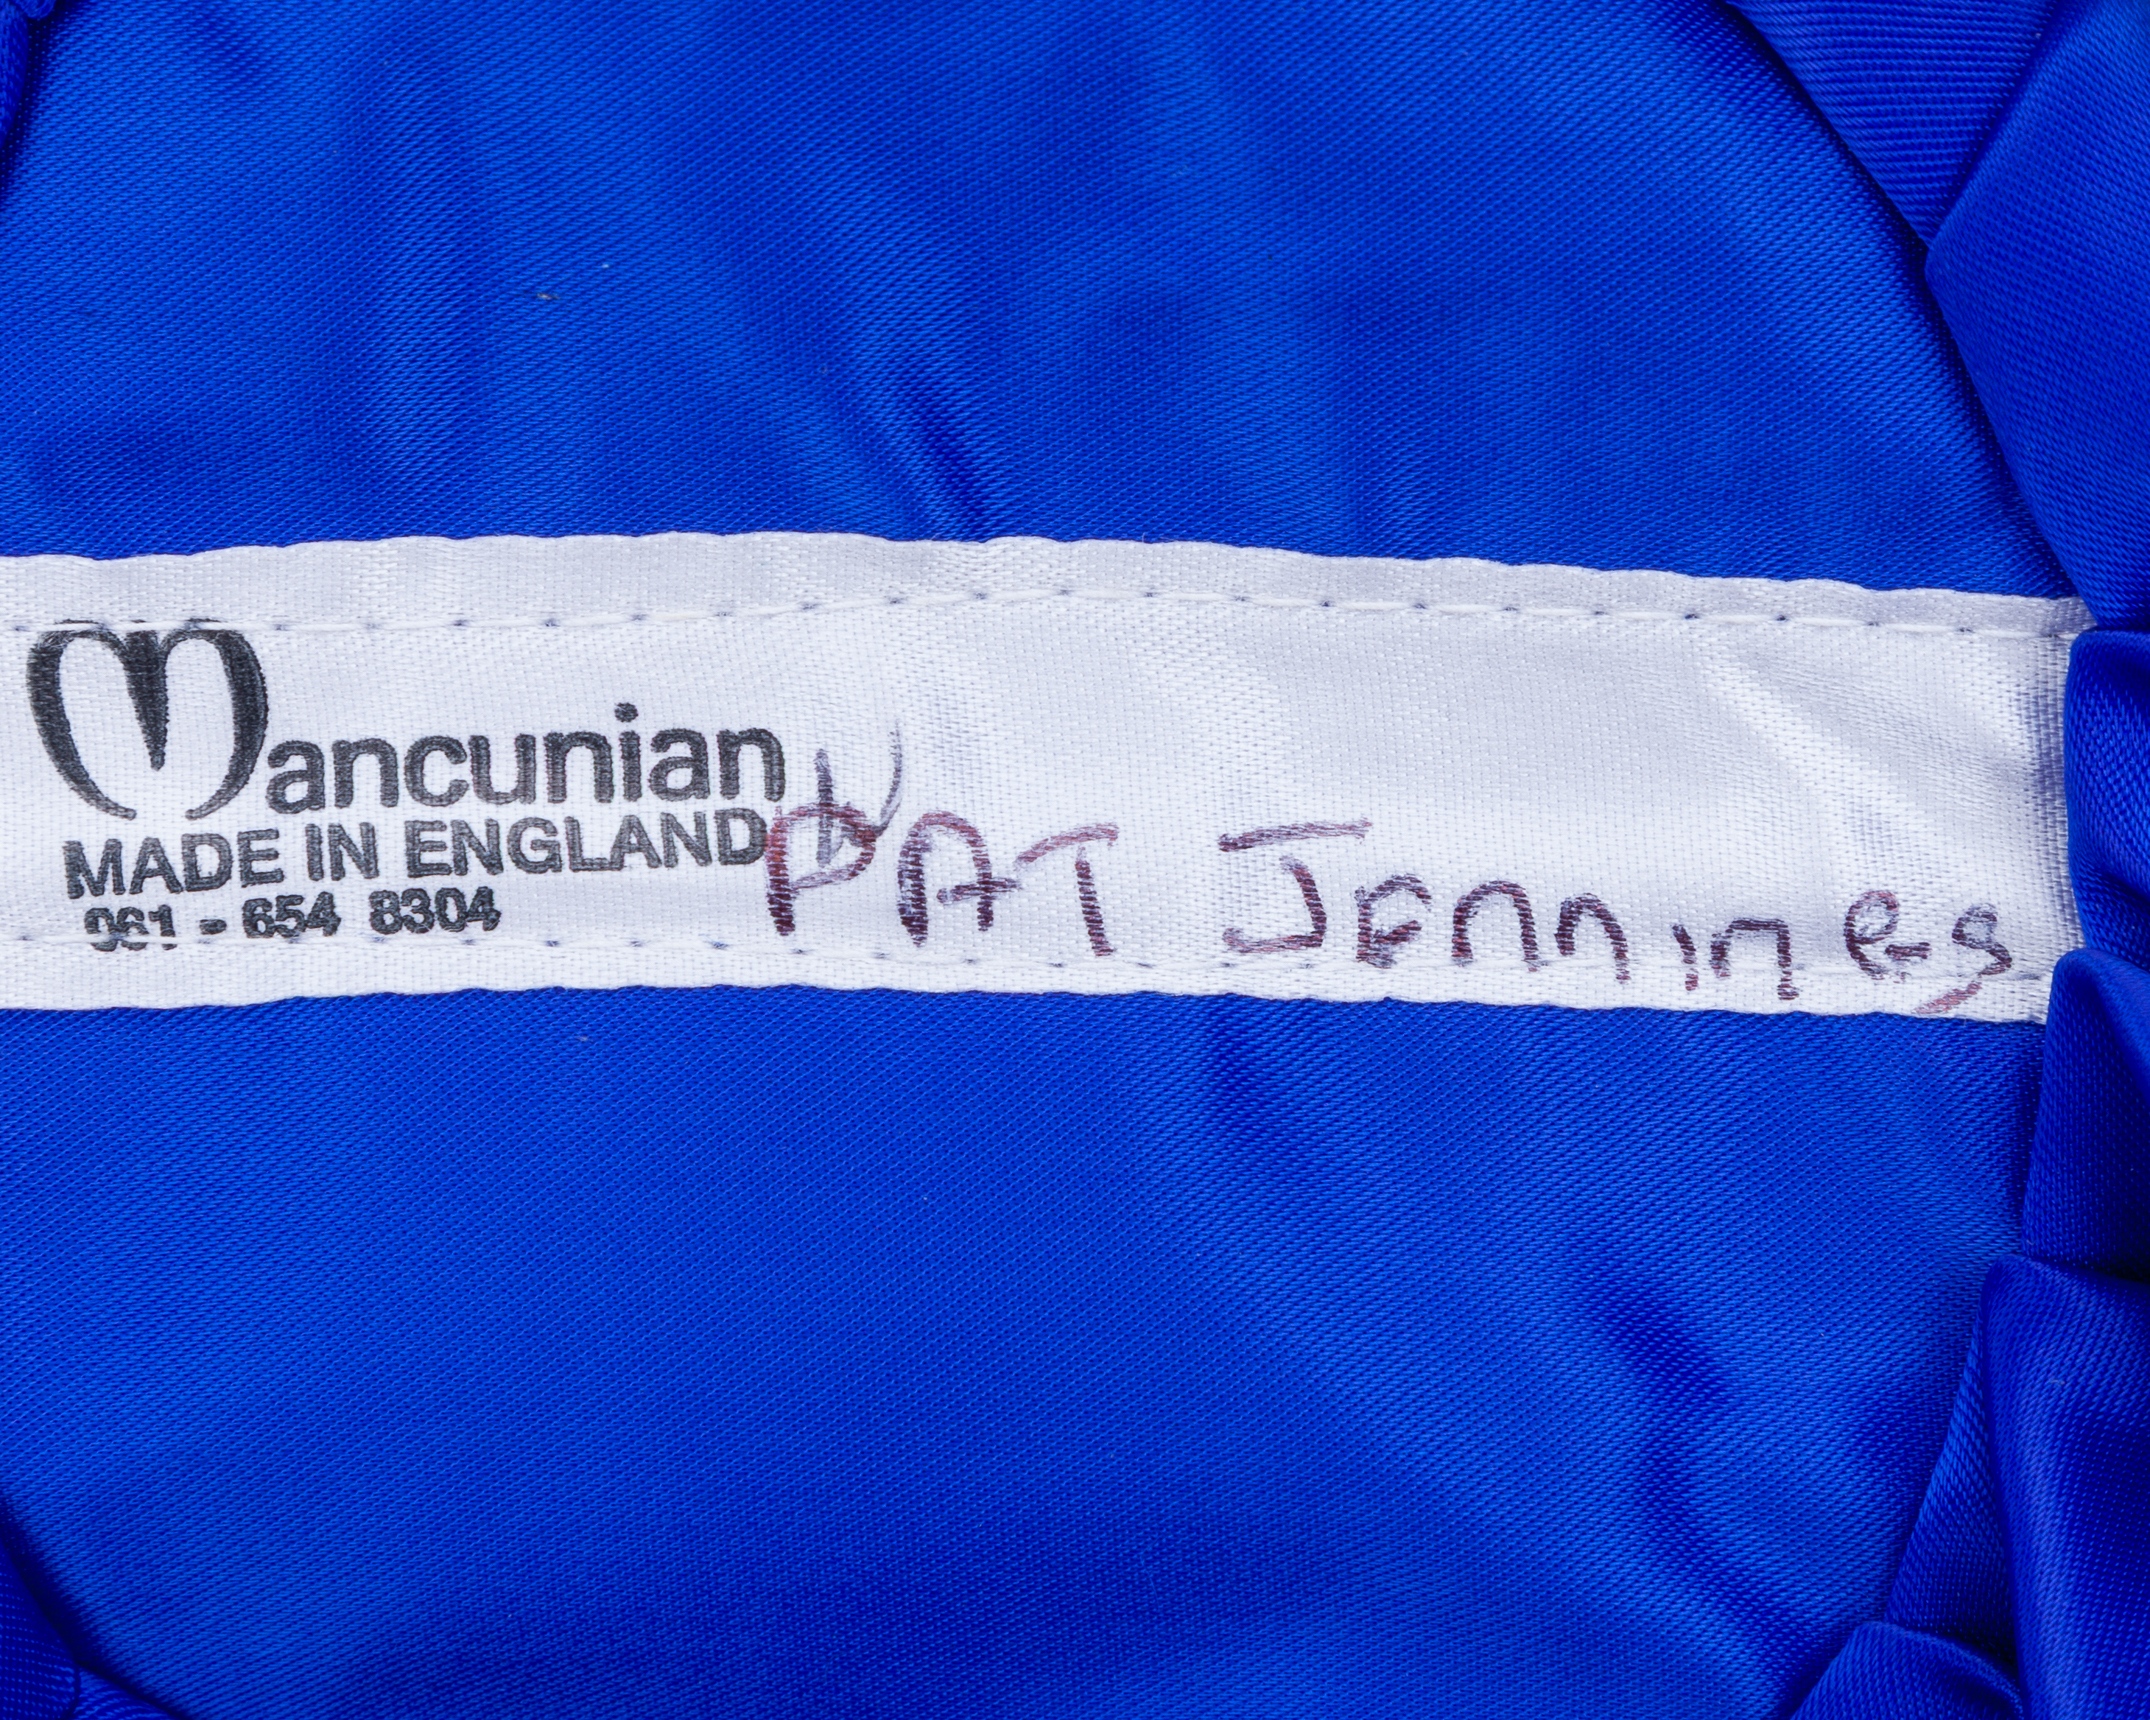 Mancunian
MADE IN ENGLAND
061 - 654 8304
PAT Jennings